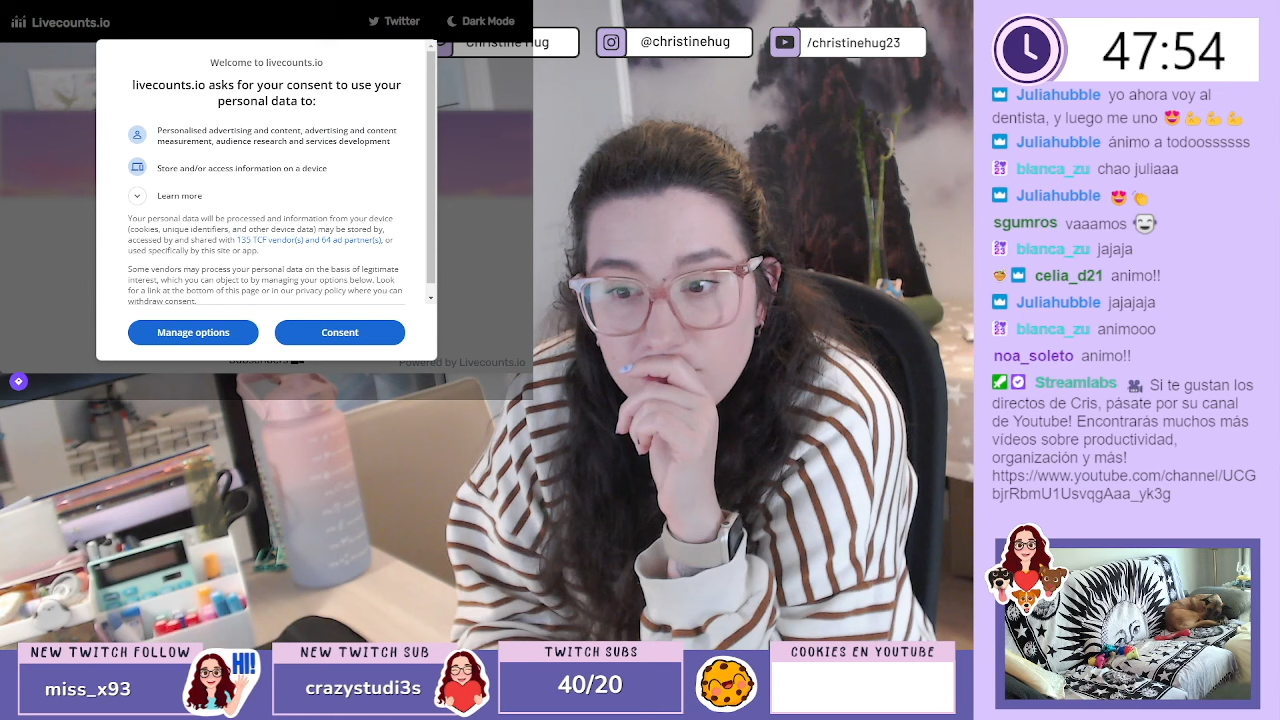 Livecounts.io
Twitter
Dark Mode
Welcome to livecounts.io
livecounts.io asks for your consent to use your
personal data to:
Personalised advertising and content, advertising and content
measurement, audience research and services development
Store and/or access information on a device
Learn more
Your personal data will be processed and information from your device
(cookies, unique identifiers, and other device data) may be stored by,
accessed by and shared with 135 TCF vendor(s) and 64 ad partner(s), or
used specifically by this site or app.
Some vendors may process your personal data on the basis of legitimate
interest, which you can object to by managing your options below. Look
for a link at the bottom of this page or in our privacy policy where you can
withdraw consent.
Manage options
Consent
Subscribers
Powered by Livecounts.io
Christine Hug
@christinehug
/christinehug23
47:54
Juliahubble yo ahora voy al
dentista, y luego me uno 😍 💪 💪 💪
Juliahubble ánimo a todoossssss
blanca_zu chao juliaaa
Juliahubble 😍 👏
sgumros vaaamos
blanca_zu jajaja
celia_d21 animo!!
Juliahubble jajajaja
blanca_zu animooo
noa_soleto animo!!
Streamlabs 🎥 Si te gustan los
directos de Cris, pásate por su canal
de Youtube! Encontrarás muchos más
vídeos sobre productividad,
organización y más!
https://www.youtube.com/channel/UCG
bjrRbmU1UsvqgAaa_yk3g
NEW TWITCH FOLLOW
miss_x93
HI!
NEW TWITCH SUB
crazystudi3s
TWITCH SUBS
40/20
COOKIES EN YOUTUBE